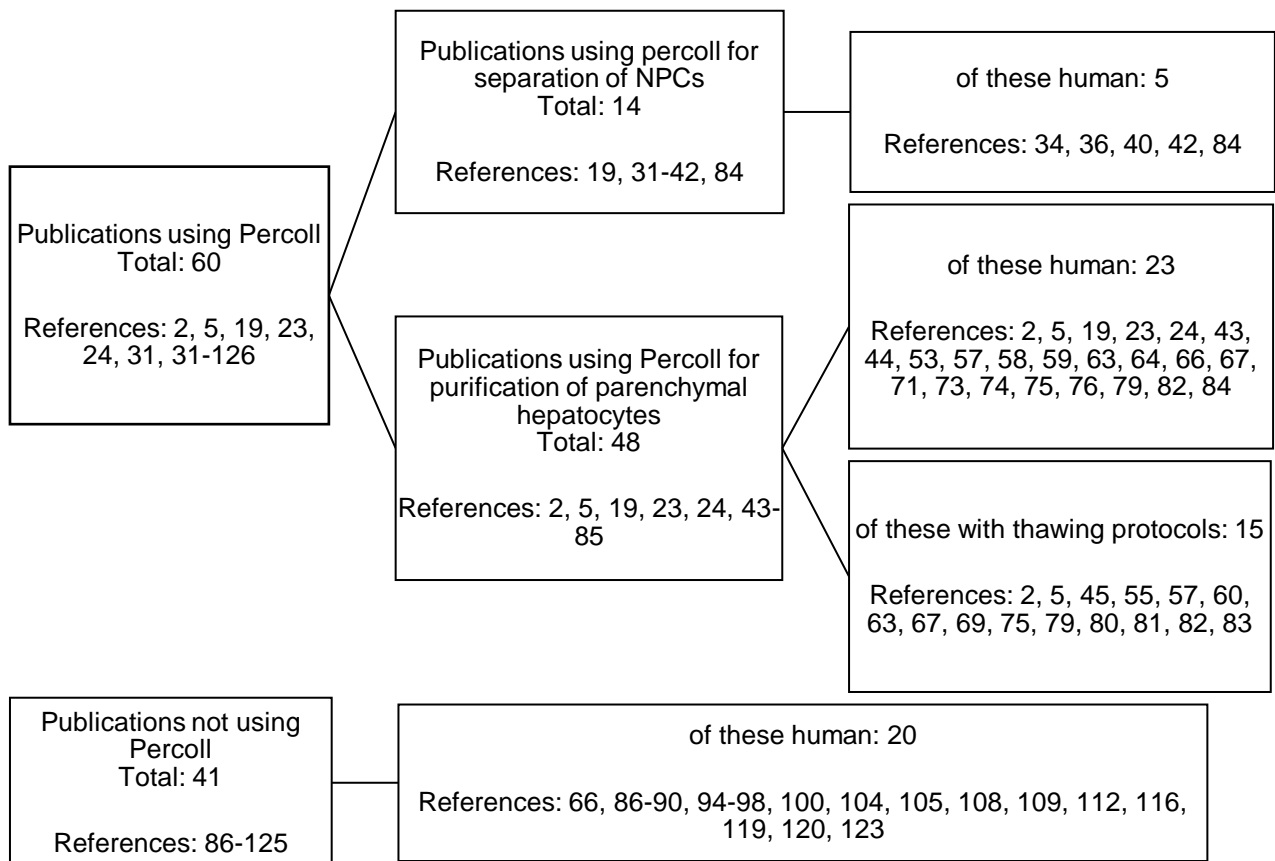 Publications using percoll for
separation of NPCs
Total: 14
References: 19, 31-42, 84
of these human: 5
References: 34, 36, 40, 42, 84
Publications using Percoll
Total: 60
References: 2, 5, 19, 23,
24, 31, 31-126
Publications using Percoll for
purification of parenchymal
hepatocytes
Total: 48
References: 2, 5, 19, 23, 24, 43-
85
of these human: 23
References: 2, 5, 19, 23, 24, 43,
44, 53, 57, 58, 59, 63, 64, 66, 67,
71, 73, 74, 75, 76, 79, 82, 84
of these with thawing protocols: 15
References: 2, 5, 45, 55, 57, 60,
63, 67, 69, 75, 79, 80, 81, 82, 83
Publications not using
Percoll
Total: 41
References: 86-125
of these human: 20
References: 66, 86-90, 94-98, 100, 104, 105, 108, 109, 112, 116,
119, 120, 123